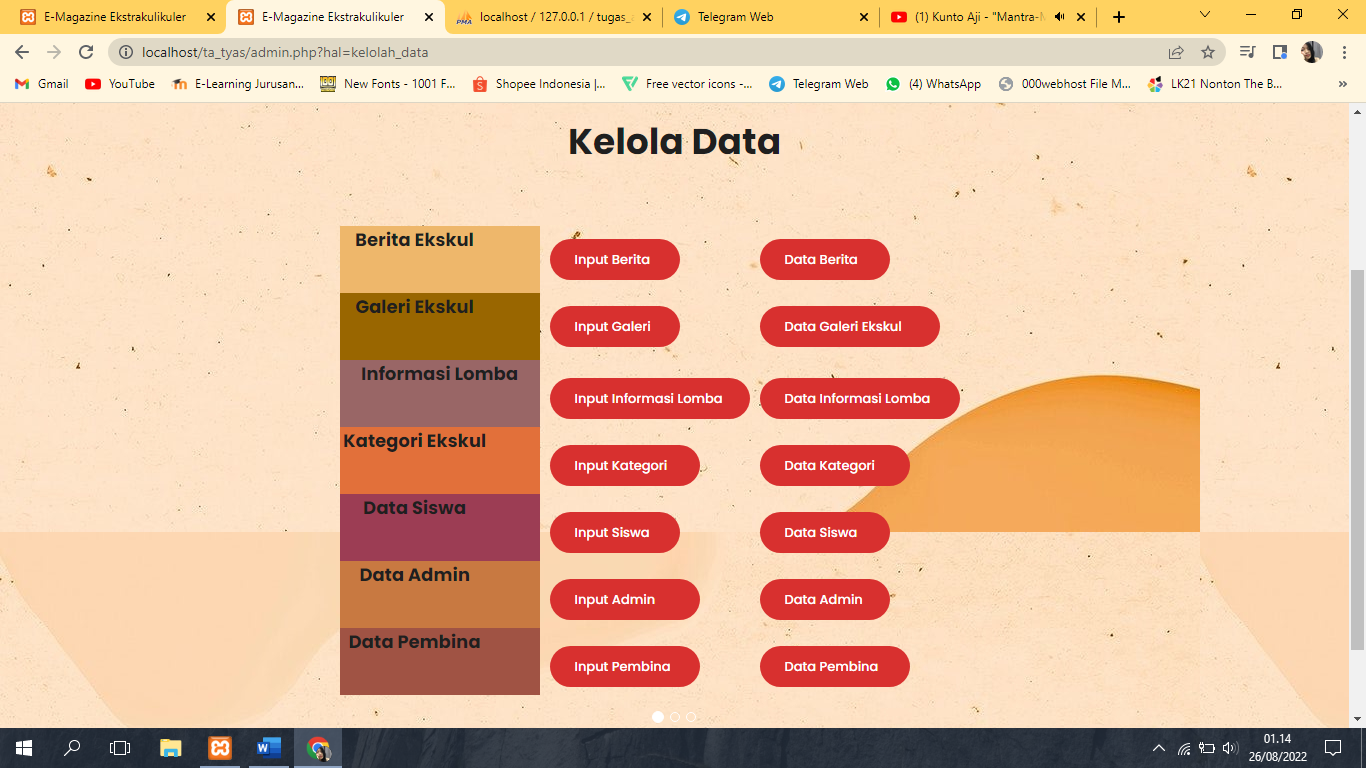 E-Magazine Ekstrakulikuler
E-Magazine Ekstrakulikuler
localhost / 127.0.0.1 / tugas_a
Telegram Web
(1) Kunto Aji - "Mantra-M
localhost/ta_tyas/admin.php?hal=kelolah_data
Gmail
YouTube
E-Learning Jurusan...
New Fonts - 1001 F...
Shopee Indonesia |...
Free vector icons -...
Telegram Web
(4) WhatsApp
000webhost File M...
LK21 Nonton The B...
Kelola Data
Berita Ekskul
Input Berita
Data Berita
Galeri Ekskul
Input Galeri
Data Galeri Ekskul
Informasi Lomba
Input Informasi Lomba
Data Informasi Lomba
Kategori Ekskul
Input Kategori
Data Kategori
Data Siswa
Input Siswa
Data Siswa
Data Admin
Input Admin
Data Admin
Data Pembina
Input Pembina
Data Pembina
01.14
26/08/2022